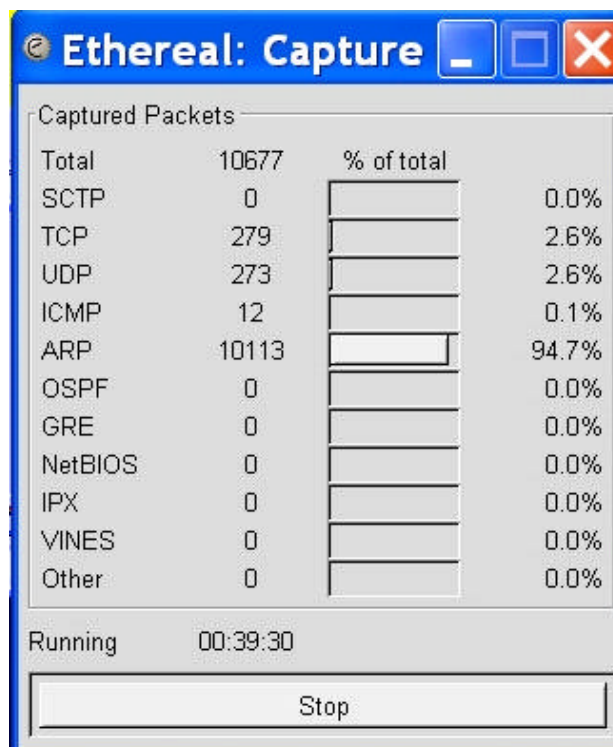 Ethereal: Capture
Captured Packets
Total 10677 % of total
SCTP 0 0.0%
TCP 279 2.6%
UDP 273 2.6%
ICMP 12 0.1%
ARP 10113 94.7%
OSPF 0 0.0%
GRE 0 0.0%
NetBIOS 0 0.0%
IPX 0 0.0%
VINES 0 0.0%
Other 0 0.0%
Running 00:39:30
Stop